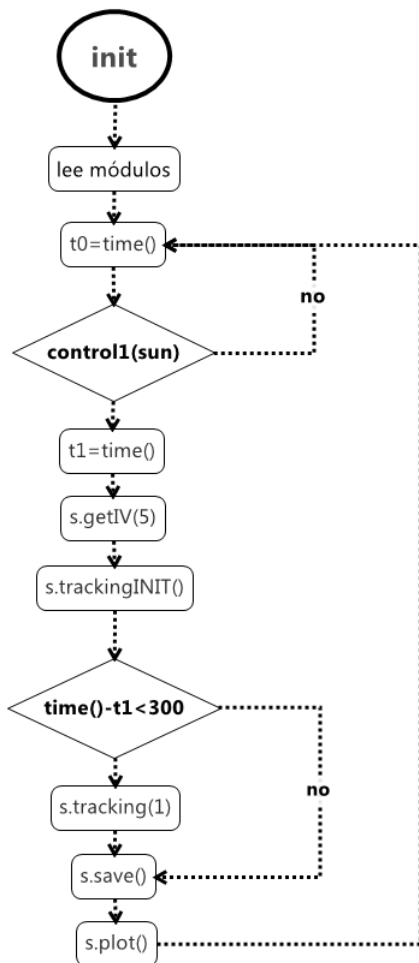 init
lee módulos
t0=time()
no
control1(sun)
t1=time()
s.getIV(5)
s.trackingINIT()
time()-t1<300
no
s.tracking(1)
s.save()
s.plot()